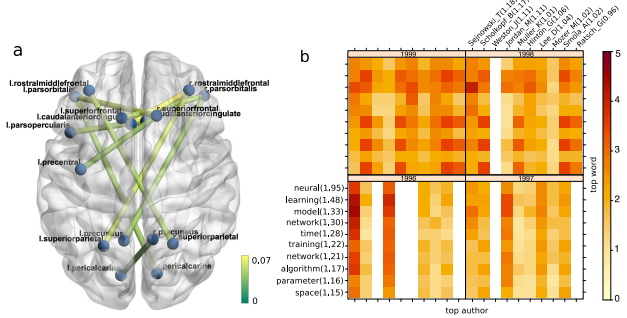 a
l.rostralmiddlefrontal
r.rostralmiddlefrontal
l.parsorbitalis
r.parsorbitalis
l.superiorfrontal
r.superiorfrontal
l.caudalanteriorcingu
udalanteriorcingulate
l.parsopercularis
l.precentral
l.precuneus
r.precuneus
l.superiorparietal
r.superiorparietal
l.pericalcarine
r.pericalcarine
0.07
0
b
Sejnowski_T(1.18)
Scholkopf_B(1.17)
Weston_J(1.11)
Jordan_M(1.11)
Muller_K(1.01)
Hinton_G(1.06)
Lee_D(1.04)
Mozer_M(1.02)
Smola_A(1.02)
Ratsch_G(0.96)
1999
1998
1996
1997
neural(1,95)
learning(1,48)
model(1,33)
network(1,30)
time(1,28)
training(1,22)
network(1,21)
algorithm(1,17)
parameter(1,16)
space(1,15)
top author
top word
5
4
3
2
1
0